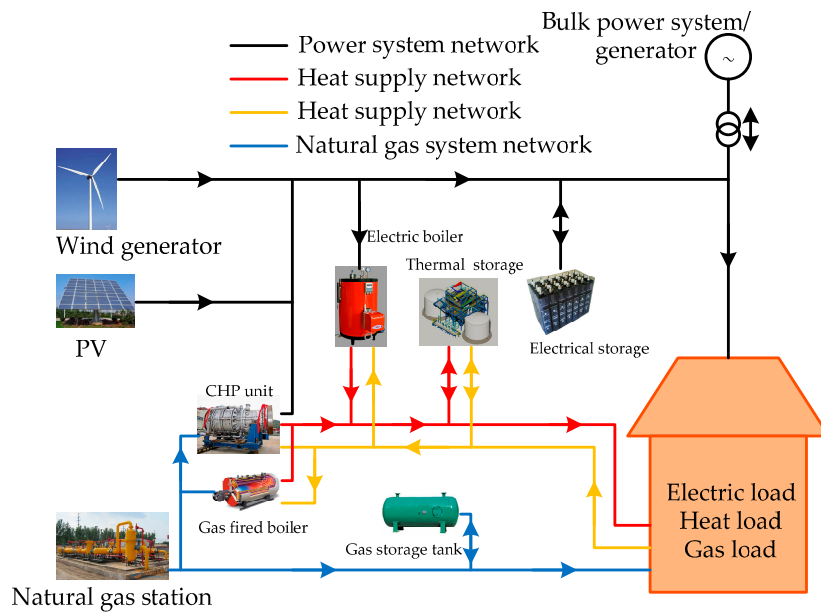 Bulk power system/
generator
~
Power system network
Heat supply network
Heat supply network
Natural gas system network
Wind generator
Electric boiler
Thermal storage
PV
Electrical storage
CHP unit
Gas fired boiler
Gas storage tank
Electric load
Heat load
Gas load
Natural gas station